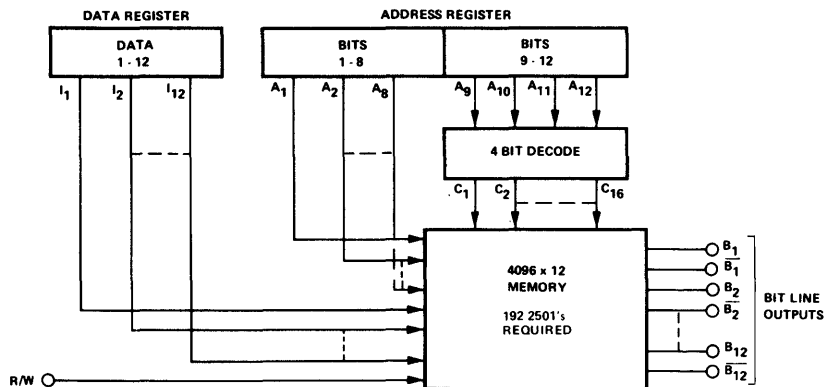 DATA REGISTER
ADDRESS REGISTER
DATA
1 - 12
BITS
1 - 8
BITS
9 - 12
I1 I2 I12
A1 A2 A8
A9 A10 A11 A12
4 BIT DECODE
C1 C2 C16
4096 x 12
MEMORY
192 2501's
REQUIRED
B1
B1
B2
B2
B12
B12
BIT LINE
OUTPUTS
R/W